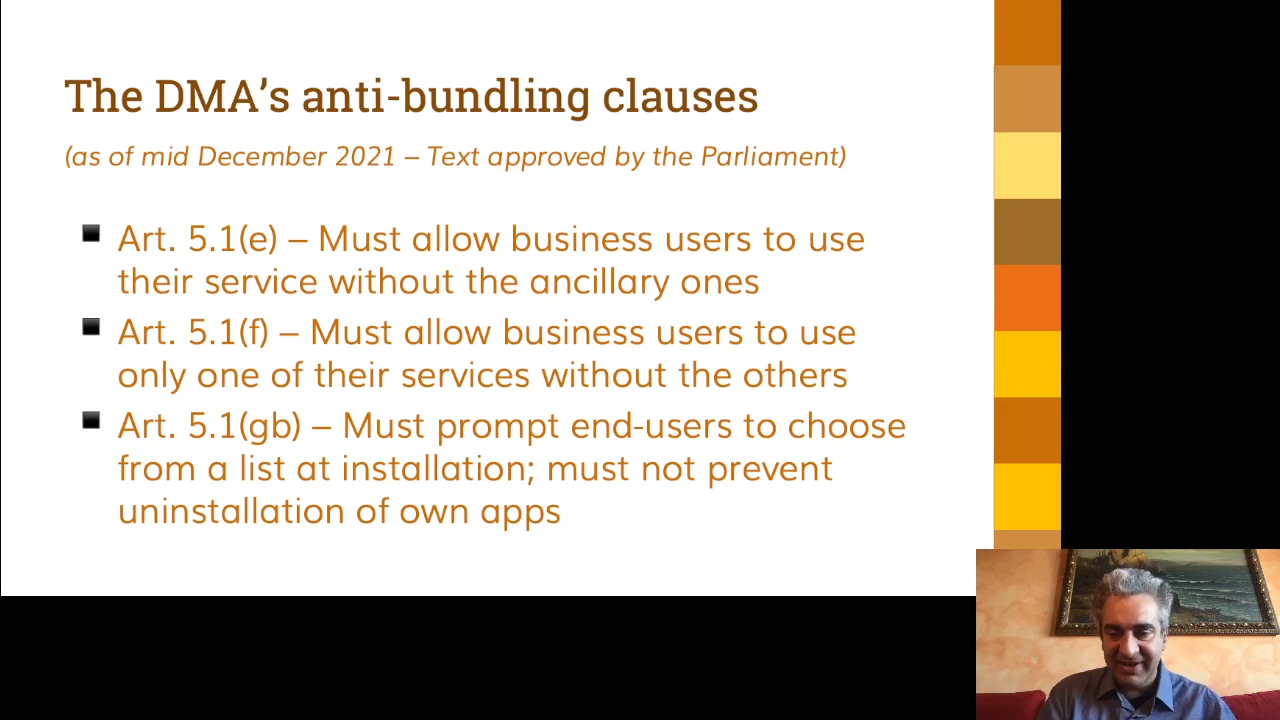 The DMA’s anti-bundling clauses
(as of mid December 2021 – Text approved by the Parliament)
Art. 5.1(e) – Must allow business users to use
their service without the ancillary ones
Art. 5.1(f) – Must allow business users to use
only one of their services without the others
Art. 5.1(gb) – Must prompt end-users to choose
from a list at installation; must not prevent
uninstallation of own apps